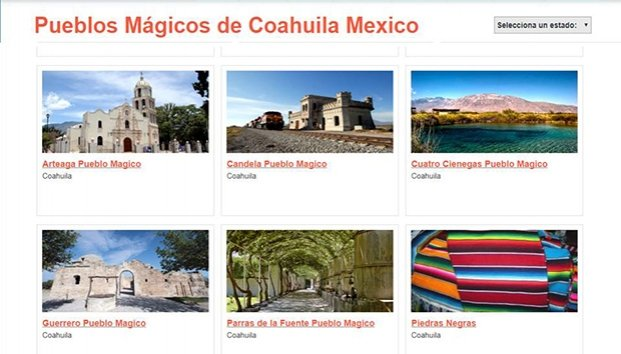 Pueblos Mágicos de Coahuila Mexico
Selecciona un estado:
Arteaga Pueblo Magico
Coahuila
Candela Pueblo Magico
Coahuila
Cuatro Cienegas Pueblo Magico
Coahuila
Guerrero Pueblo Magico
Coahuila
Parras de la Fuente Pueblo Magico
Coahuila
Piedras Negras
Coahuila